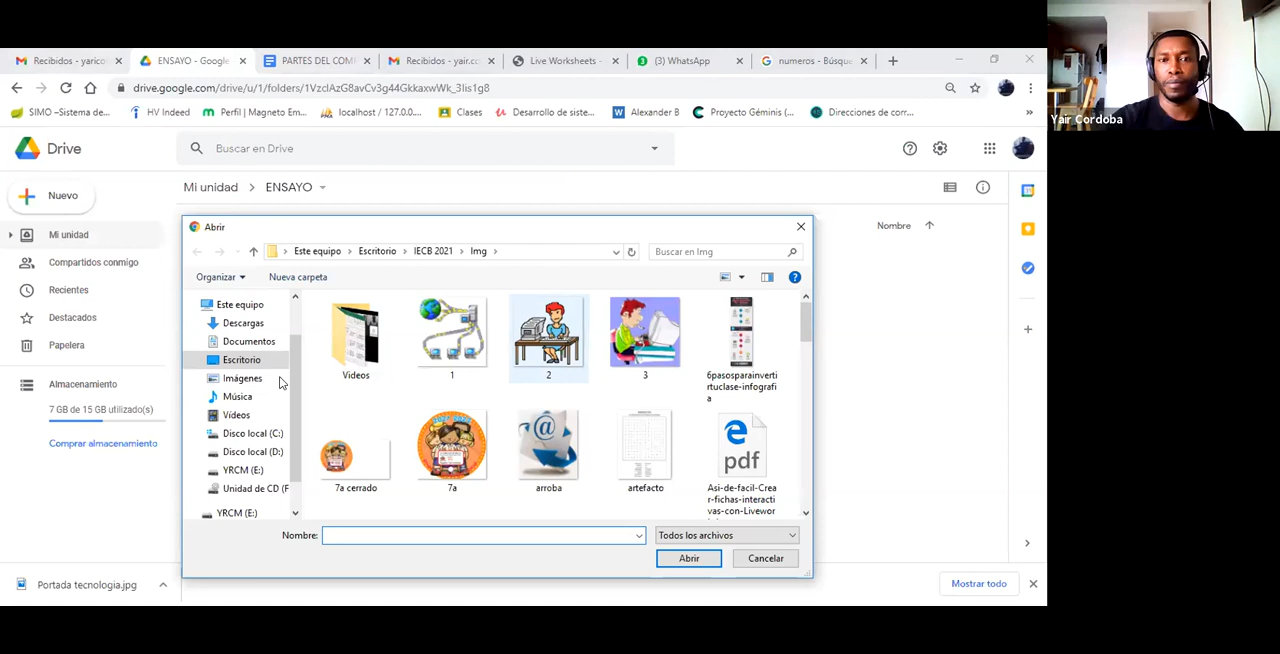 Recibidos - yarico
ENSAYO - Google
PARTES DEL COM
Recibidos - yari
Live Worksheets -
(3) WhatsApp
numeros - Búsque
drive.google.com/drive/u/1/folders/
SIMO –Sistema de...
HV Indeed
Perfil | Magneto Em...
localhost / 127.0.0....
Clases
Desarrollo de siste...
Alexander B
Proyecto Géminis (...
Direcciones de corr...
»
Yair Cordoba
Drive
Buscar en Drive
Nuevo
Mi unidad > ENSAYO
Nombre
Mi unidad
Compartidos conmigo
Recientes
Destacados
Papelera
Almacenamiento
7 GB de 15 GB utilizado(s)
Comprar almacenamiento
Abrir
Este equipo > Escritorio > IECB 2021 > Img >
Buscar en Img
Organizar
Nueva carpeta
Este equipo
Descargas
Documentos
Escritorio
Imágenes
Música
Vídeos
Disco local (C:)
Disco local (D:)
YRCM (E:)
Unidad de CD (F
YRCM (E:)
Videos
1
2
3
6pasosparainverti
rtuclase-infografi
a
7a cerrado
7a
arroba
artefacto
pdf
Asi-de-facil-Crea
r-fichas-interacti
vas-con-Livewor
Nombre:
Todos los archivos
Abrir
Cancelar
Portada tecnologia.jpg
Mostrar todo